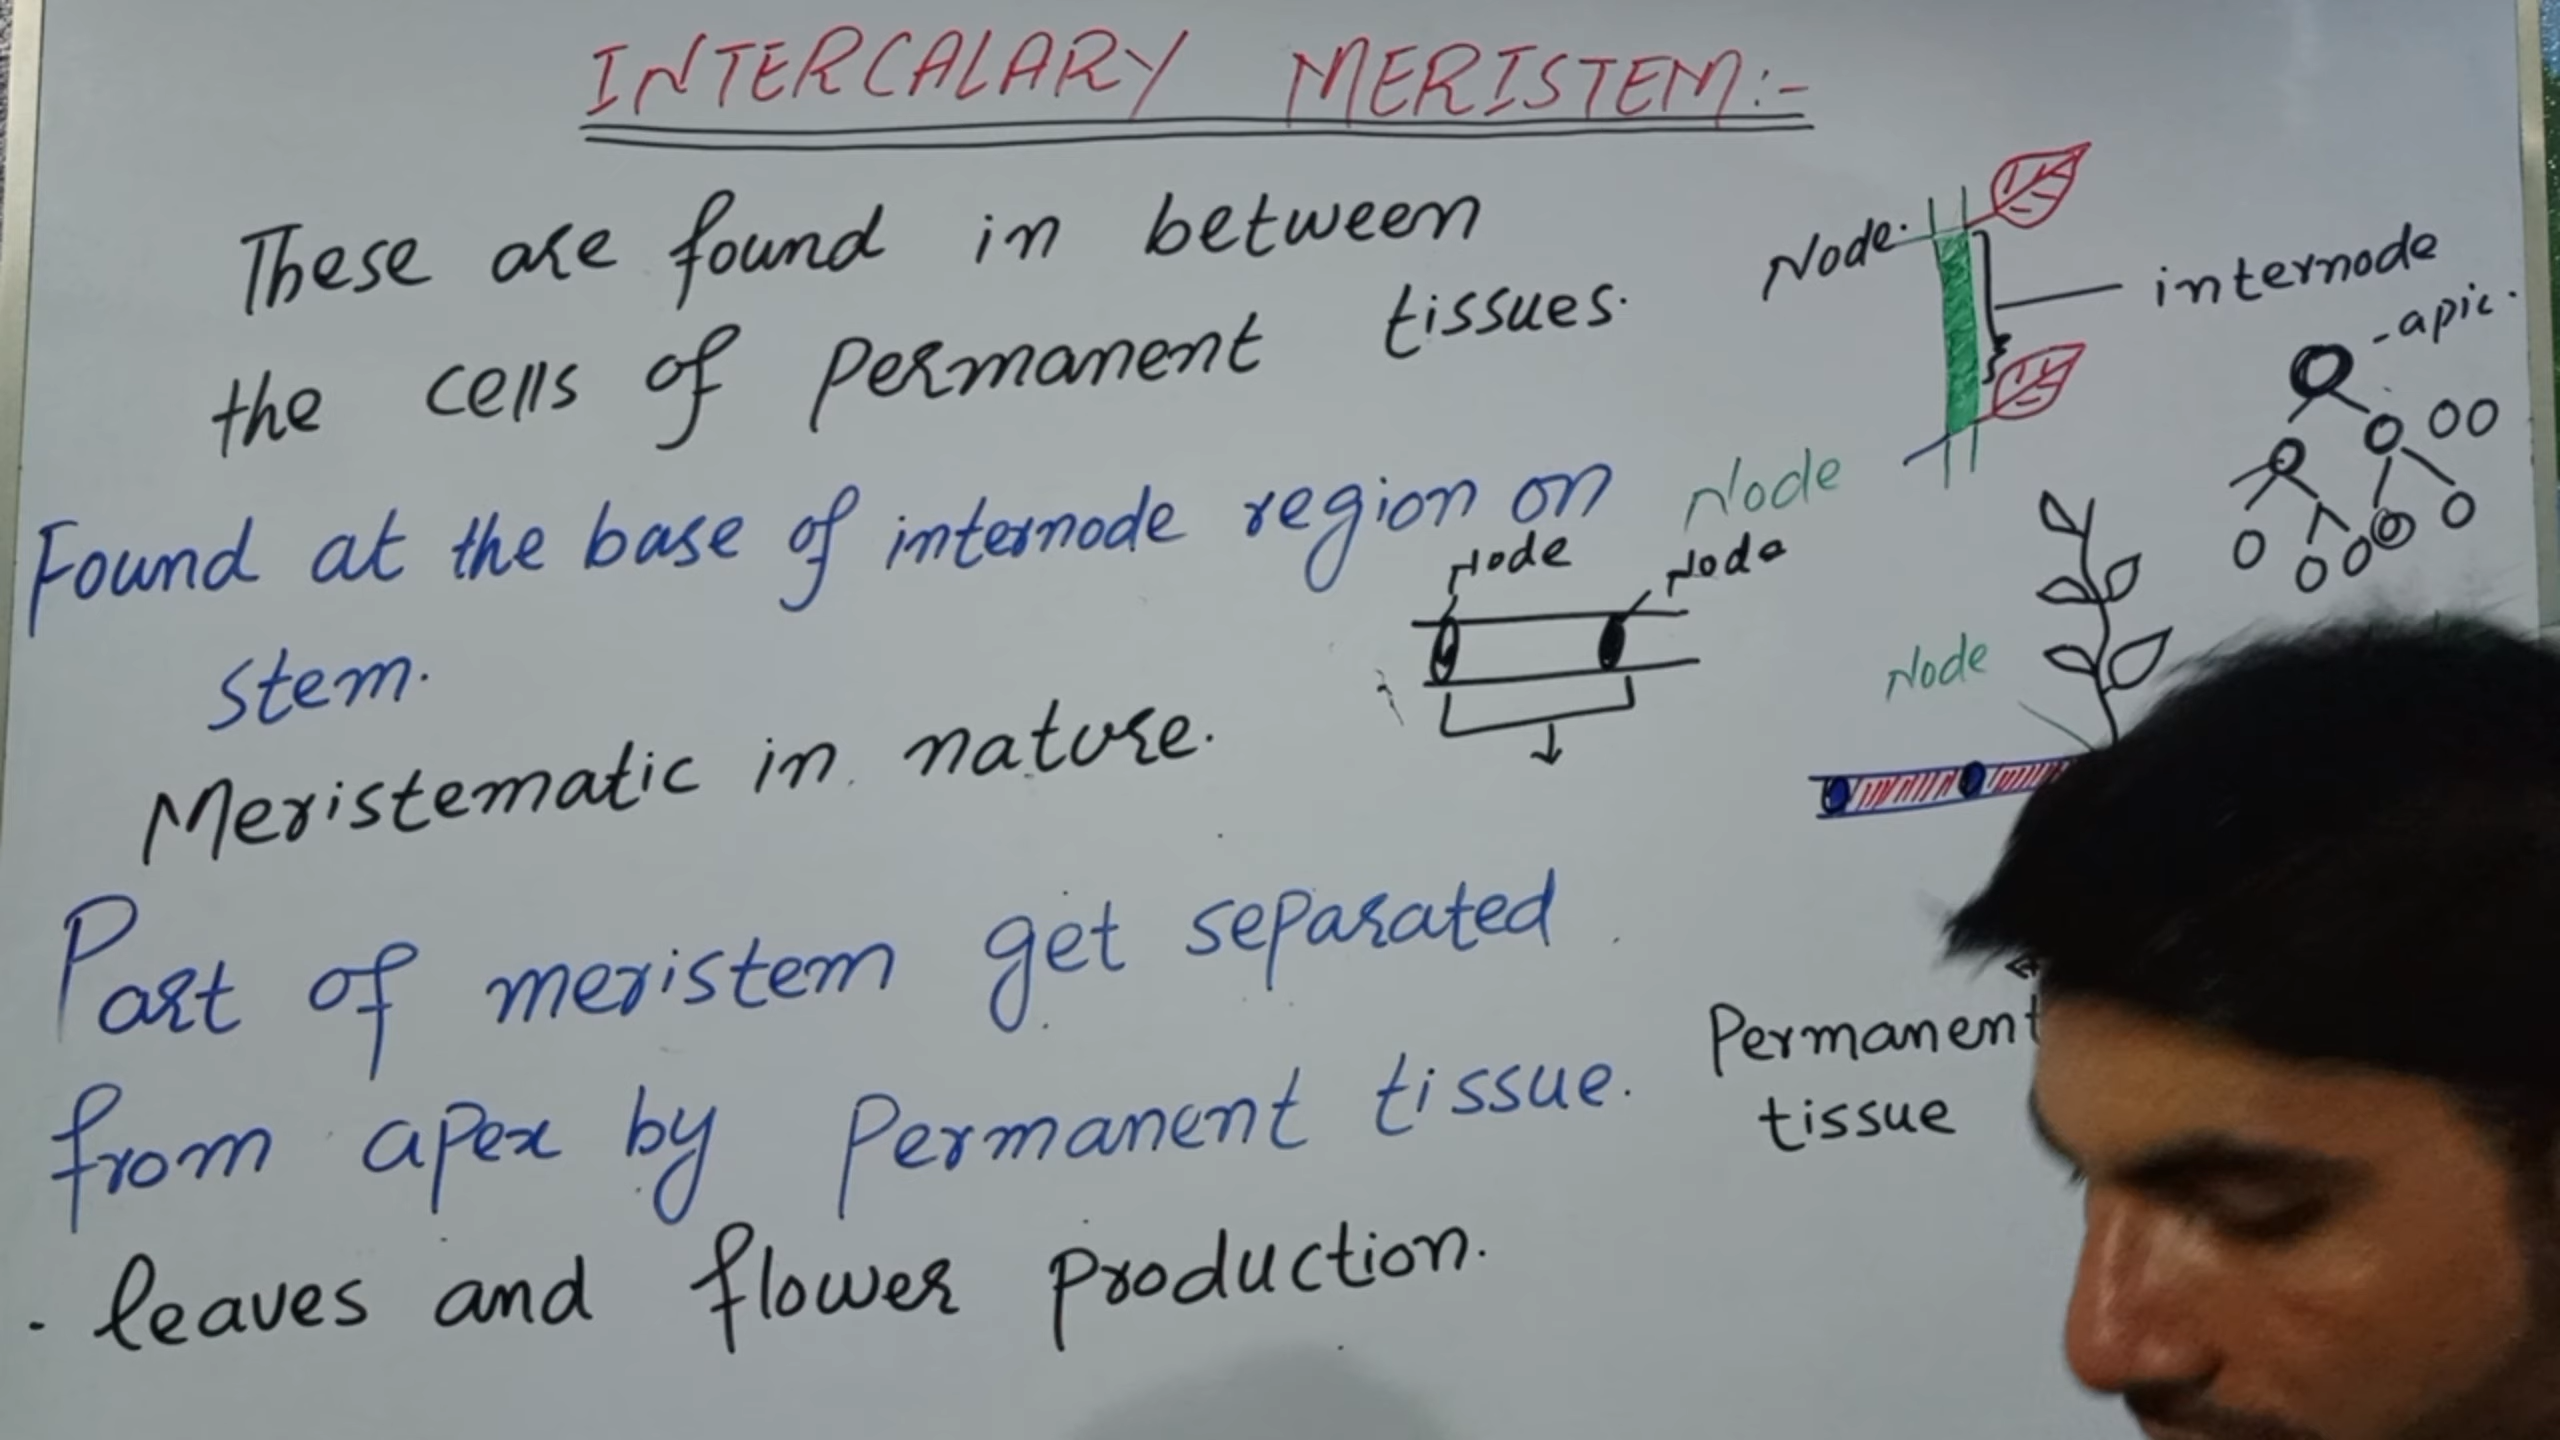 INTERCALARY MERISTEM:-
These are found in between
the cells of Permanent tissues.
Found at the base of internode region on
stem.
Meristematic in nature.
Part of meristem get separated
from apex by Permanent tissue.
. leaves and flower Production.
Node.
internode
- apic.
Node
Node
Node
Node
Permanent
tissue